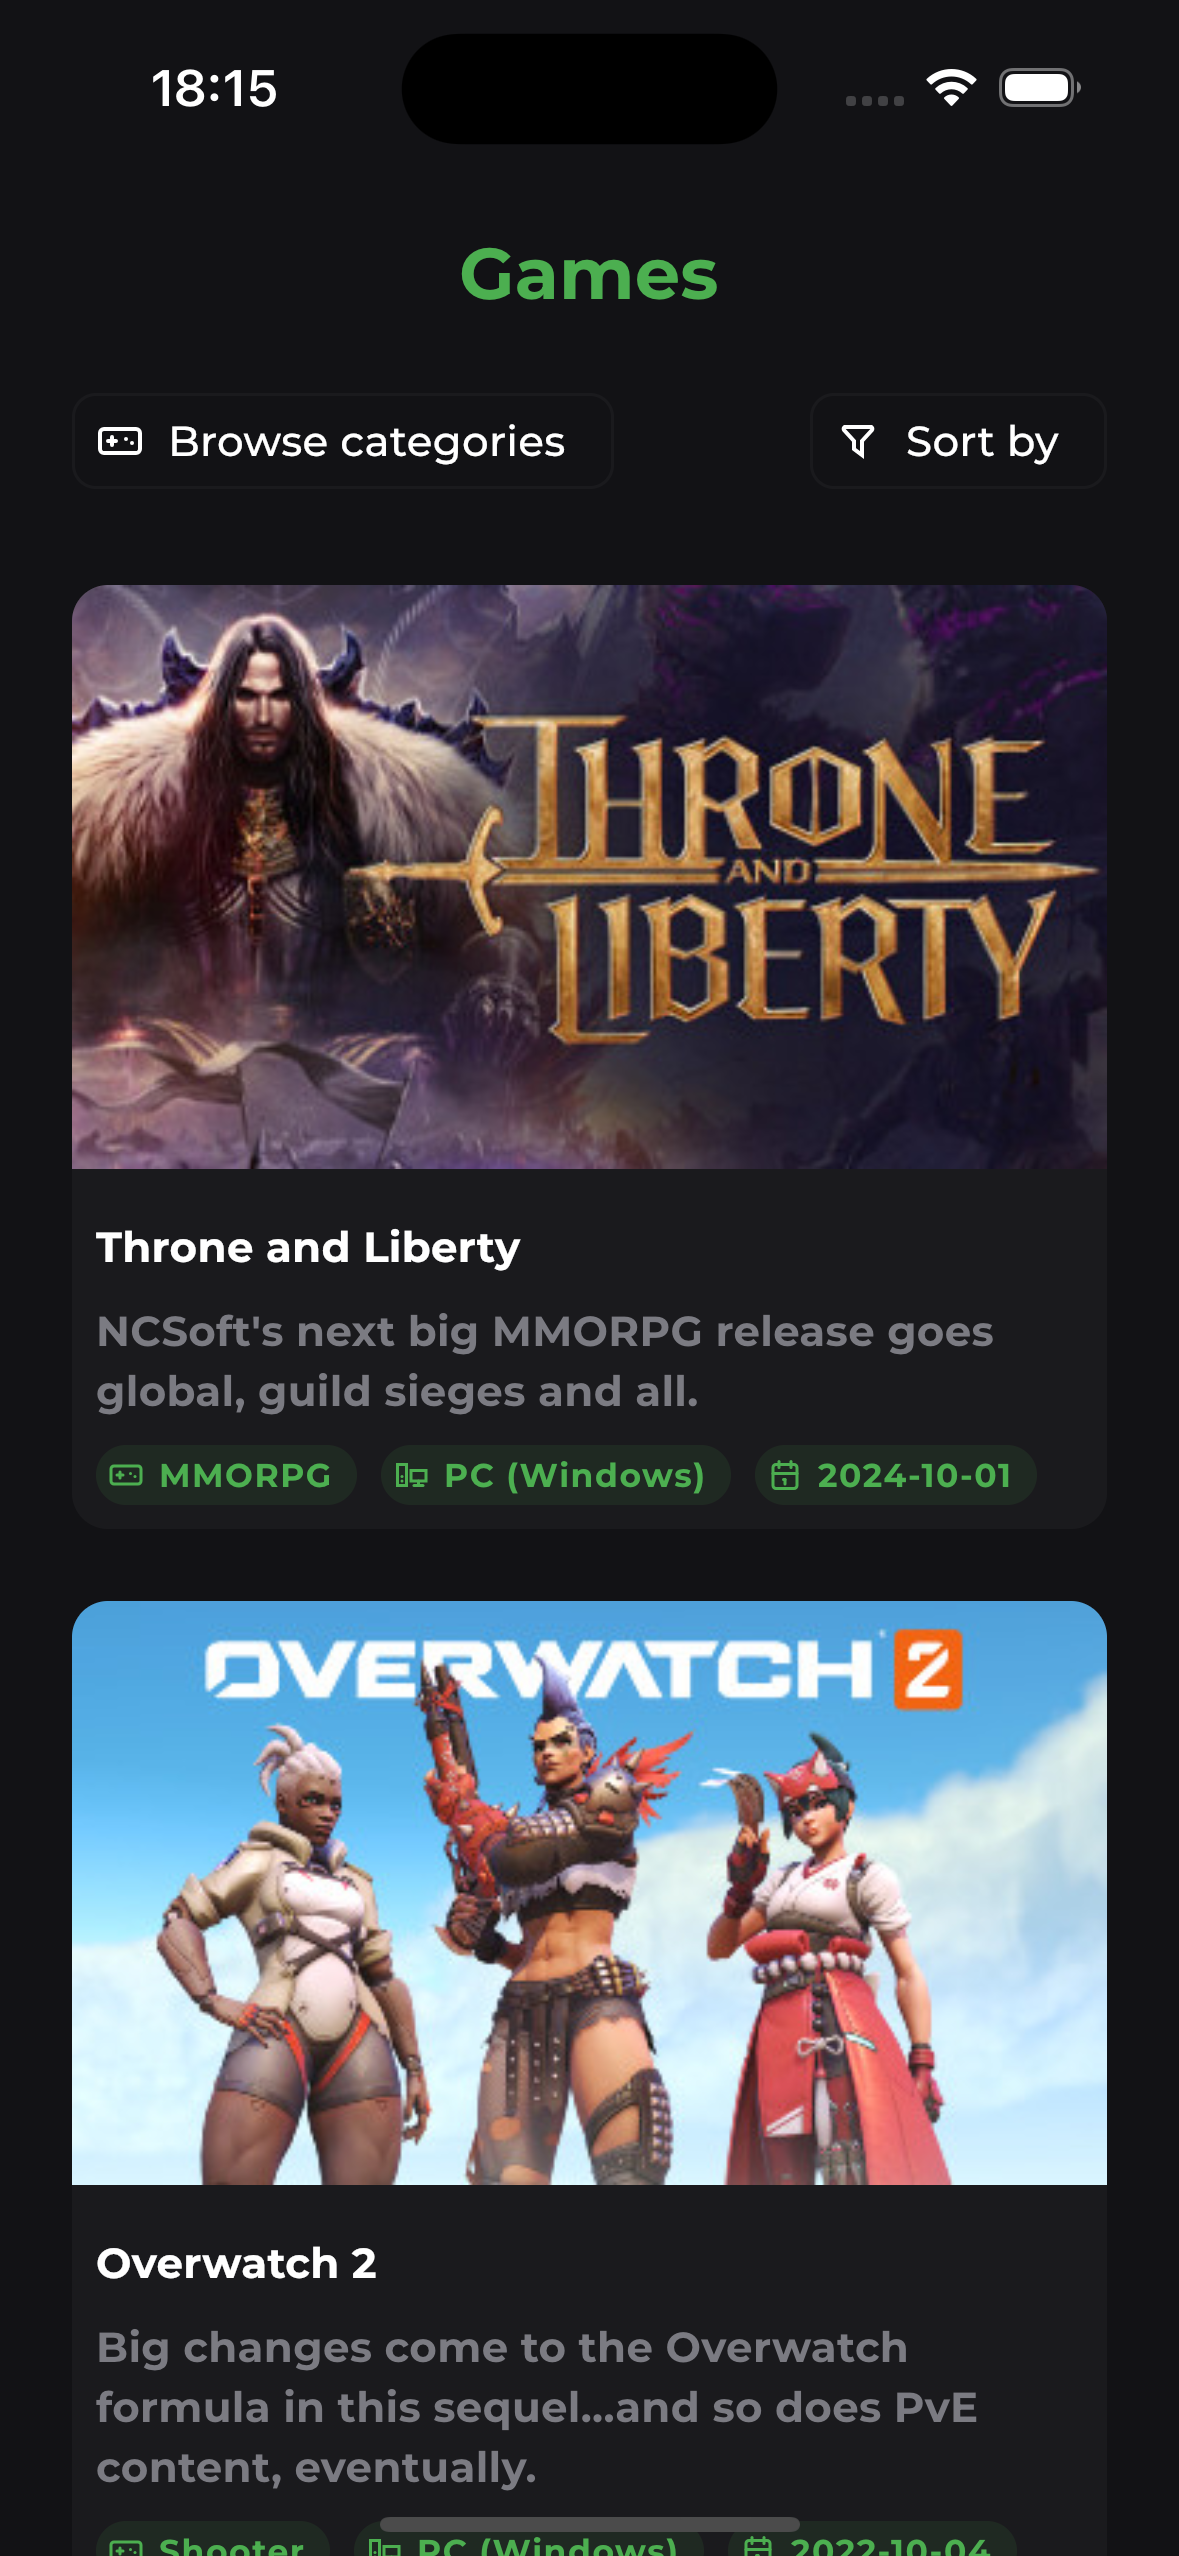 18:15
Games
Browse categories
Sort by
THRONE
AND
LIBERTY
Throne and Liberty
NCSoft's next big MMORPG release goes
global, guild sieges and all.
MMORPG
PC (Windows)
2024-10-01
OVERWATCH 2
Overwatch 2
Big changes come to the Overwatch
formula in this sequel...and so does PvE
content, eventually.
Shooter
PC (Windows)
2022-10-04